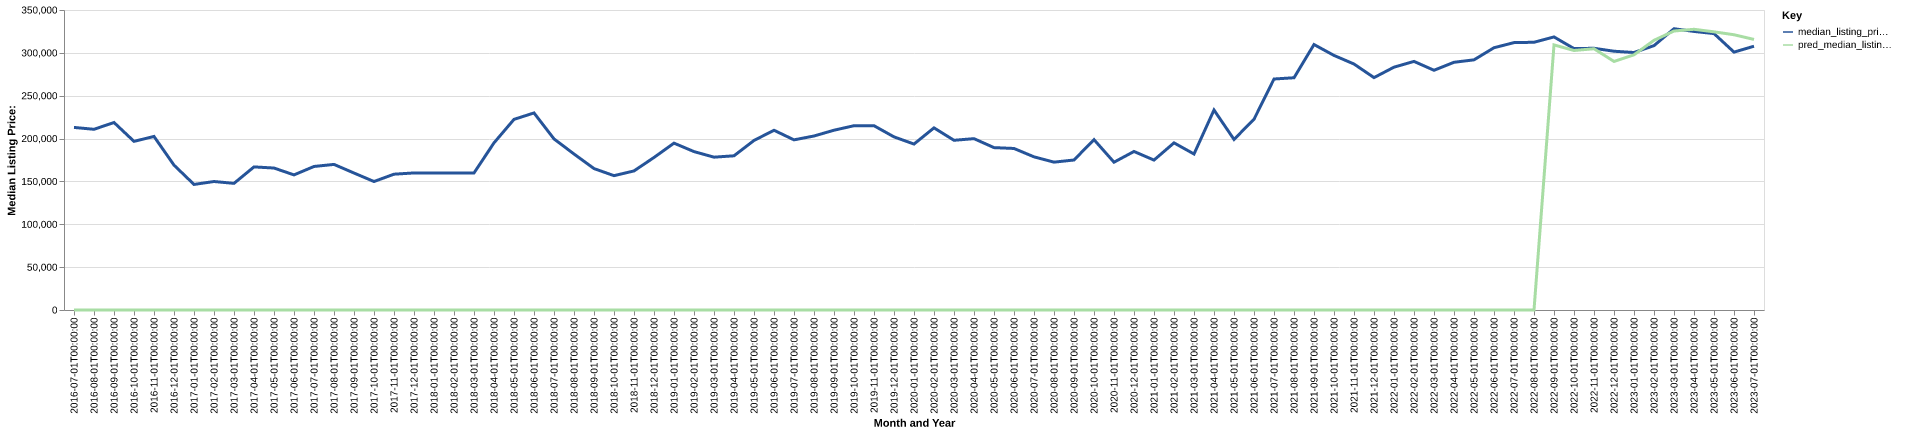 350,000
300,000
250,000
200,000
150,000
100,000
50,000
0
Median Listing Price:
2016-07-01T00:00:00
2016-08-01T00:00:00
2016-09-01T00:00:00
2016-10-01T00:00:00
2016-11-01T00:00:00
2016-12-01T00:00:00
2017-01-01T00:00:00
2017-02-01T00:00:00
2017-03-01T00:00:00
2017-04-01T00:00:00
2017-05-01T00:00:00
2017-06-01T00:00:00
2017-07-01T00:00:00
2017-08-01T00:00:00
2017-09-01T00:00:00
2017-10-01T00:00:00
2017-11-01T00:00:00
2017-12-01T00:00:00
2018-01-01T00:00:00
2018-02-01T00:00:00
2018-03-01T00:00:00
2018-04-01T00:00:00
2018-05-01T00:00:00
2018-06-01T00:00:00
2018-07-01T00:00:00
2018-08-01T00:00:00
2018-09-01T00:00:00
2018-10-01T00:00:00
2018-11-01T00:00:00
2018-12-01T00:00:00
2019-01-01T00:00:00
2019-02-01T00:00:00
2019-03-01T00:00:00
2019-04-01T00:00:00
2019-05-01T00:00:00
2019-06-01T00:00:00
2019-07-01T00:00:00
2019-08-01T00:00:00
2019-09-01T00:00:00
2019-10-01T00:00:00
2019-11-01T00:00:00
2019-12-01T00:00:00
2020-01-01T00:00:00
2020-02-01T00:00:00
2020-03-01T00:00:00
2020-04-01T00:00:00
2020-05-01T00:00:00
2020-06-01T00:00:00
2020-07-01T00:00:00
2020-08-01T00:00:00
2020-09-01T00:00:00
2020-10-01T00:00:00
2020-11-01T00:00:00
2020-12-01T00:00:00
2021-01-01T00:00:00
2021-02-01T00:00:00
2021-03-01T00:00:00
2021-04-01T00:00:00
2021-05-01T00:00:00
2021-06-01T00:00:00
2021-07-01T00:00:00
2021-08-01T00:00:00
2021-09-01T00:00:00
2021-10-01T00:00:00
2021-11-01T00:00:00
2021-12-01T00:00:00
2022-01-01T00:00:00
2022-02-01T00:00:00
2022-03-01T00:00:00
2022-04-01T00:00:00
2022-05-01T00:00:00
2022-06-01T00:00:00
2022-07-01T00:00:00
2022-08-01T00:00:00
2022-09-01T00:00:00
2022-10-01T00:00:00
2022-11-01T00:00:00
2022-12-01T00:00:00
2023-01-01T00:00:00
2023-02-01T00:00:00
2023-03-01T00:00:00
2023-04-01T00:00:00
2023-05-01T00:00:00
2023-06-01T00:00:00
2023-07-01T00:00:00
Month and Year
Key
median_listing_pri…
pred_median_listin…